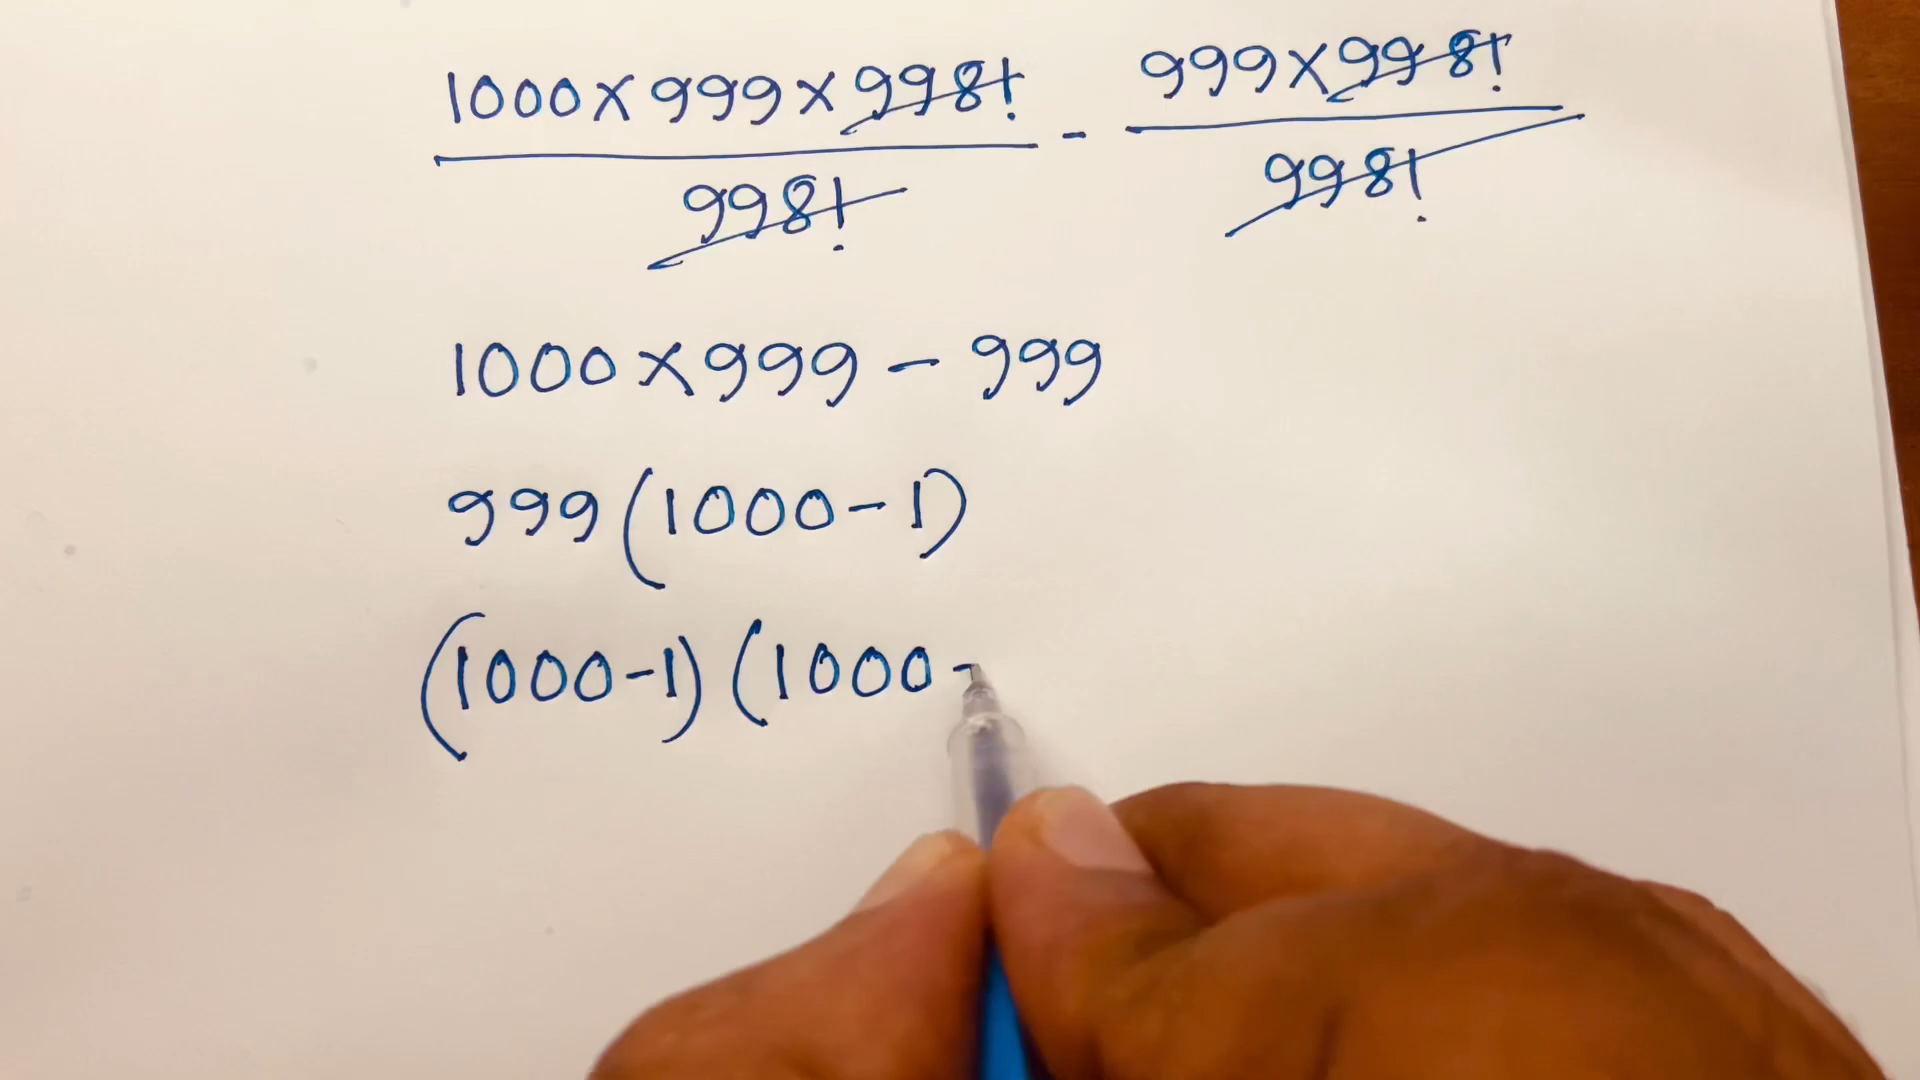 1000 × 999 × 998! / 998! - 999 × 998! / 998!
1000 × 999 - 999
999 (1000 - 1)
(1000 - 1) (1000 -